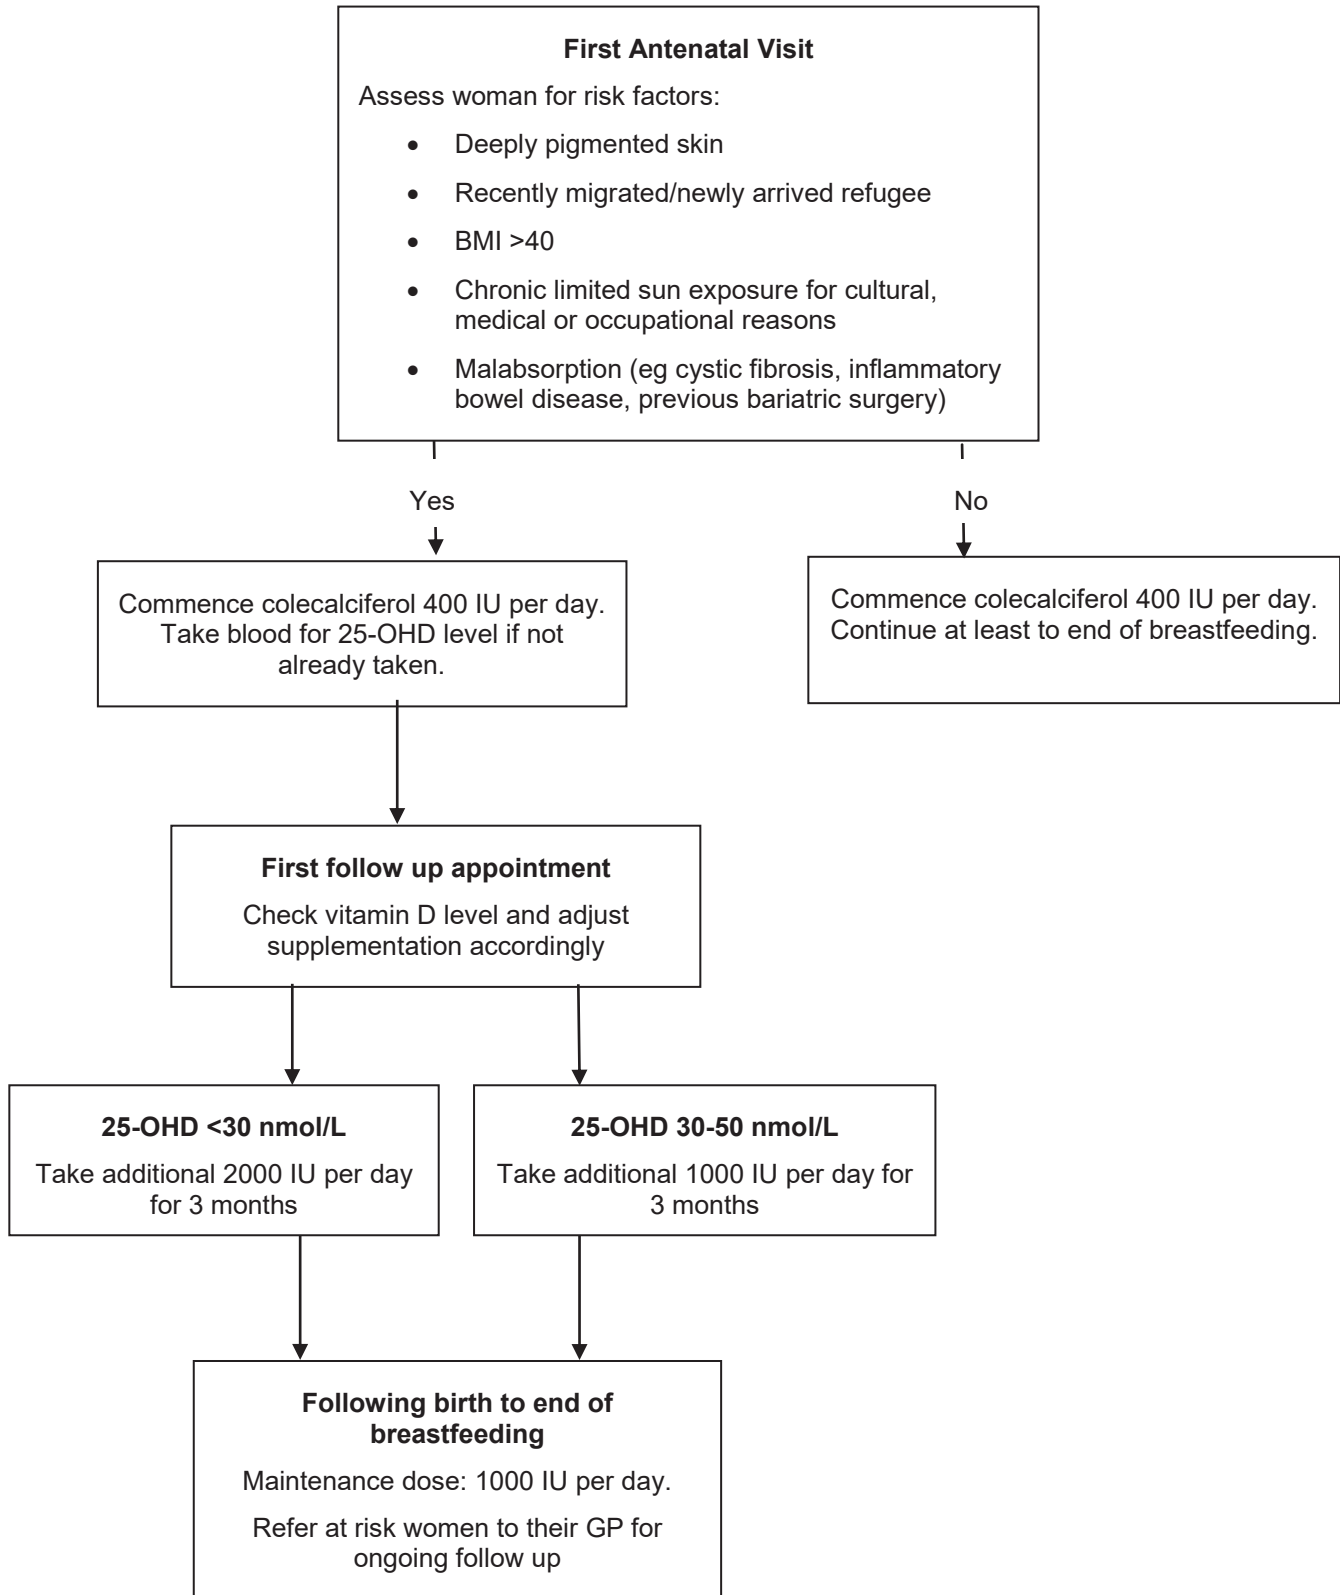 First Antenatal Visit
Assess woman for risk factors:
• Deeply pigmented skin
• Recently migrated/newly arrived refugee
• BMI >40
• Chronic limited sun exposure for cultural,
medical or occupational reasons
• Malabsorption (eg cystic fibrosis, inflammatory
bowel disease, previous bariatric surgery)
Yes
No
Commence colecalciferol 400 IU per day.
Take blood for 25-OHD level if not
already taken.
Commence colecalciferol 400 IU per day.
Continue at least to end of breastfeeding.
First follow up appointment
Check vitamin D level and adjust
supplementation accordingly
25-OHD <30 nmol/L
Take additional 2000 IU per day
for 3 months
25-OHD 30-50 nmol/L
Take additional 1000 IU per day for
3 months
Following birth to end of
breastfeeding
Maintenance dose: 1000 IU per day.
Refer at risk women to their GP for
ongoing follow up